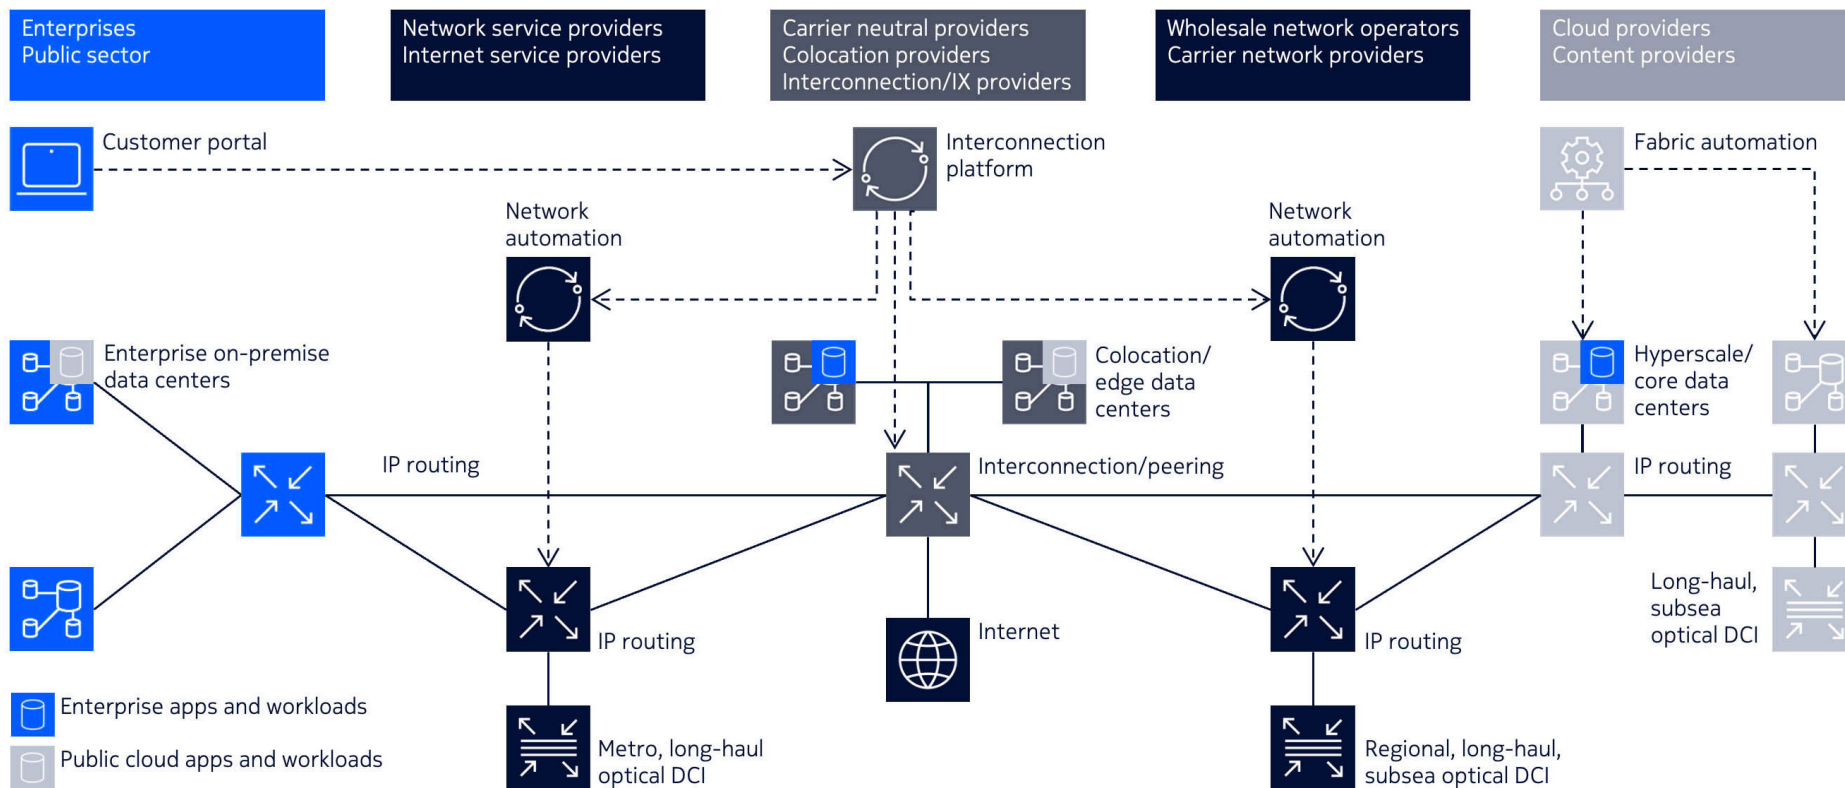 Enterprises
Public sector
Network service providers
Internet service providers
Carrier neutral providers
Colocation providers
Interconnection/IX providers
Wholesale network operators
Carrier network providers
Cloud providers
Content providers
Customer portal
Interconnection
platform
Fabric automation
Network
automation
Network
automation
Enterprise on-premise
data centers
Colocation/
edge data
centers
Hyperscale/
core data
centers
IP routing
Interconnection/peering
IP routing
Long-haul,
subsea
optical DCI
IP routing
Internet
IP routing
Enterprise apps and workloads
Public cloud apps and workloads
Metro, long-haul
optical DCI
Regional, long-haul,
subsea optical DCI